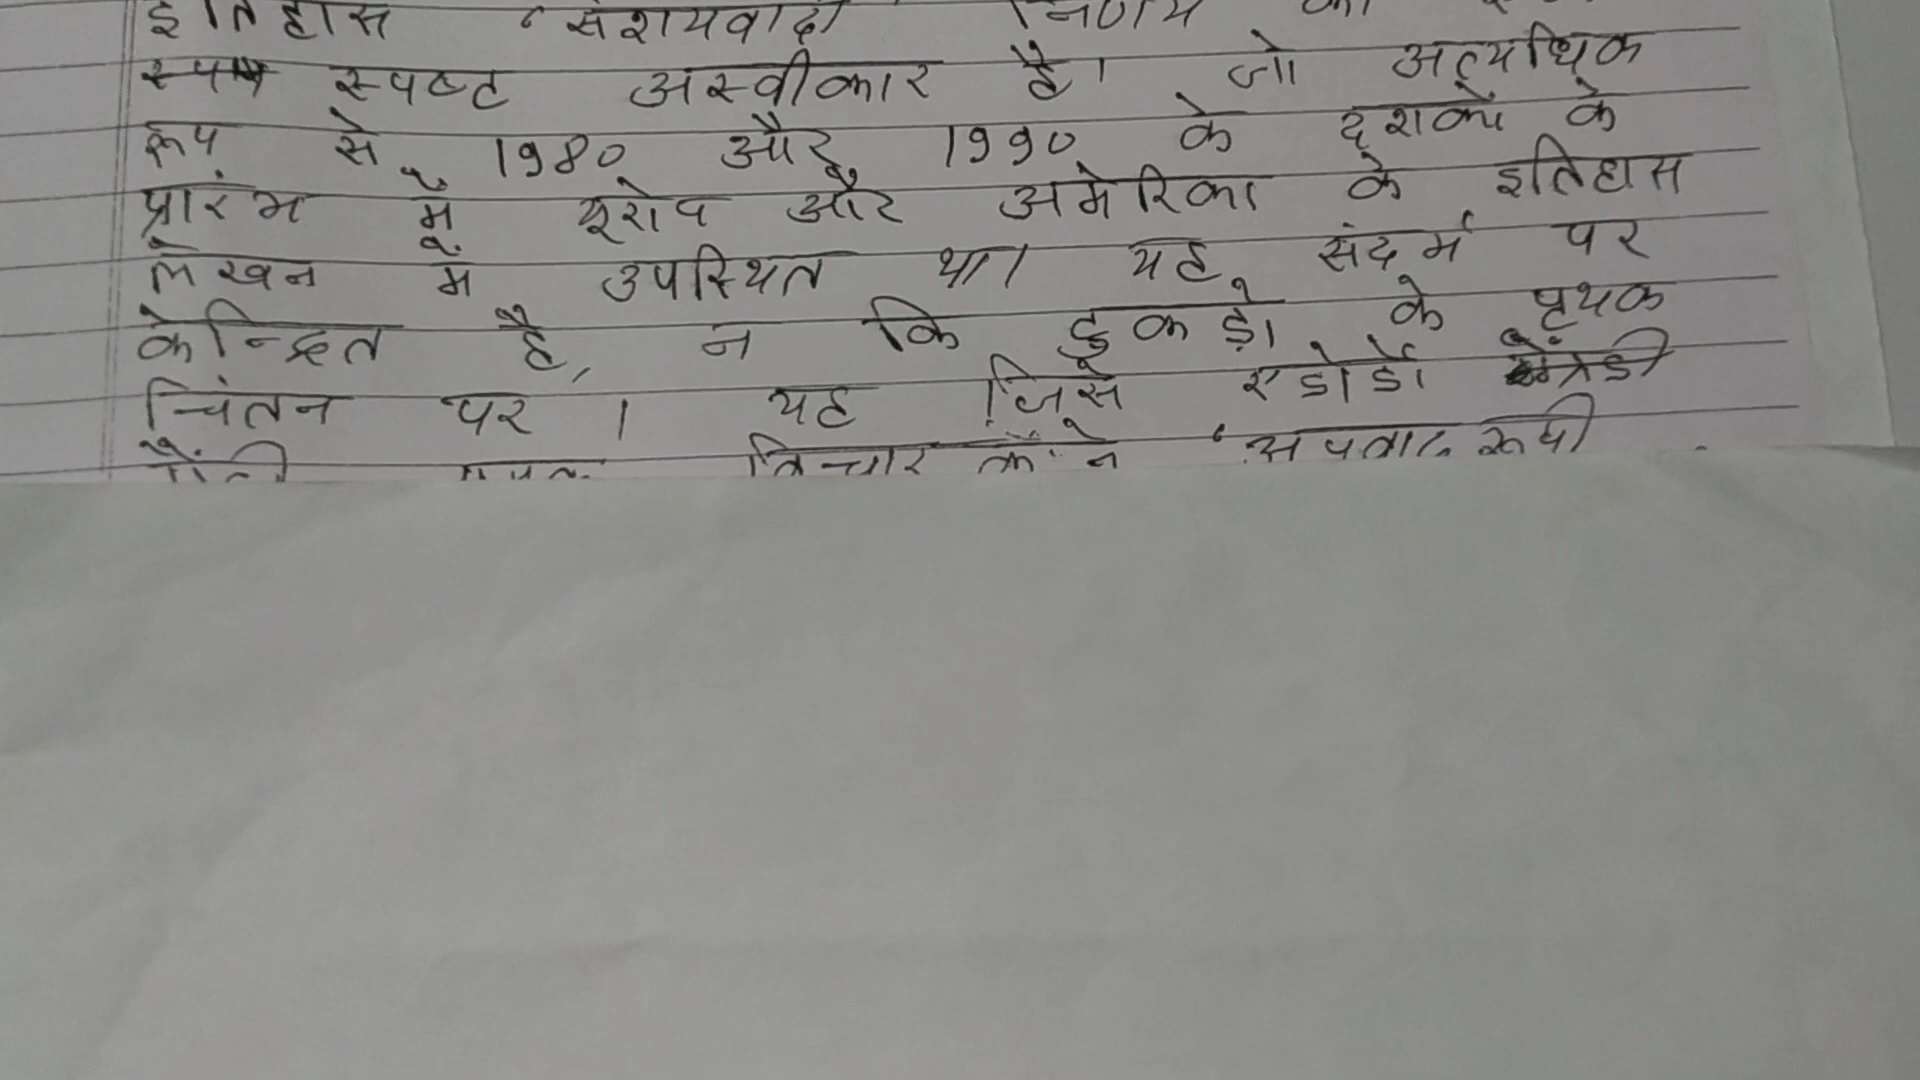 इतिहास 'संशयवादी निर्णय का
स्पष्ट अस्वीकार है। जो अत्यधिक
रूप से 1980 और 1990 के दशकों के
प्रारंभ में यूरोप और अमेरिका के इतिहास
लेखन में उपस्थित था। यह संदर्भ पर
केन्द्रित है, न कि टुकड़ो के पृथक
चिंतन पर। यह जिसे एडोर्डो
विचार 'अपवाद रूपी